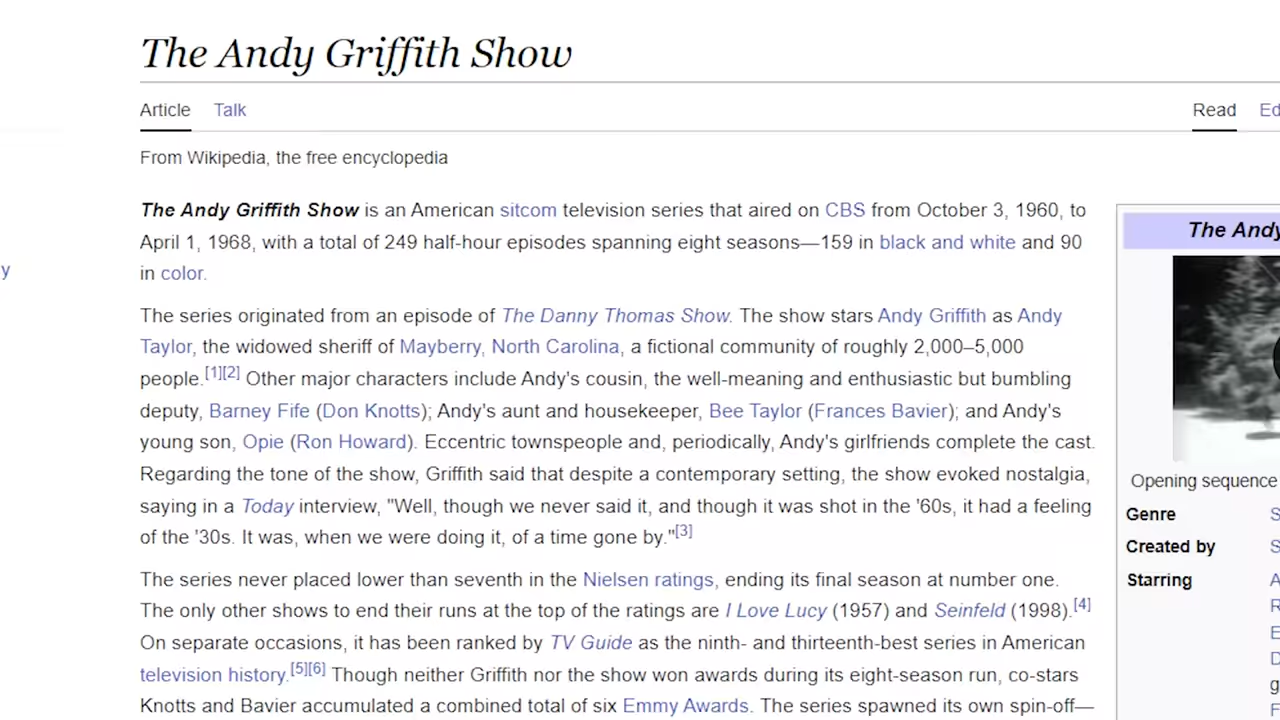 The Andy Griffith Show
Article Talk Read Ed
From Wikipedia, the free encyclopedia
The Andy Griffith Show is an American sitcom television series that aired on CBS from October 3, 1960, to
April 1, 1968, with a total of 249 half-hour episodes spanning eight seasons—159 in black and white and 90
in color.
The series originated from an episode of The Danny Thomas Show. The show stars Andy Griffith as Andy
Taylor, the widowed sheriff of Mayberry, North Carolina, a fictional community of roughly 2,000–5,000
people.[1][2] Other major characters include Andy's cousin, the well-meaning and enthusiastic but bumbling
deputy, Barney Fife (Don Knotts); Andy's aunt and housekeeper, Bee Taylor (Frances Bavier); and Andy's
young son, Opie (Ron Howard). Eccentric townspeople and, periodically, Andy's girlfriends complete the cast.
Regarding the tone of the show, Griffith said that despite a contemporary setting, the show evoked nostalgia,
saying in a Today interview, "Well, though we never said it, and though it was shot in the '60s, it had a feeling
of the '30s. It was, when we were doing it, of a time gone by."[3]
The series never placed lower than seventh in the Nielsen ratings, ending its final season at number one.
The only other shows to end their runs at the top of the ratings are I Love Lucy (1957) and Seinfeld (1998).[4]
On separate occasions, it has been ranked by TV Guide as the ninth- and thirteenth-best series in American
television history.[5][6] Though neither Griffith nor the show won awards during its eight-season run, co-stars
Knotts and Bavier accumulated a combined total of six Emmy Awards. The series spawned its own spin-off—
y
The Andy
Opening sequence
Genre S
Created by S
Starring A
R
E
D
g
F